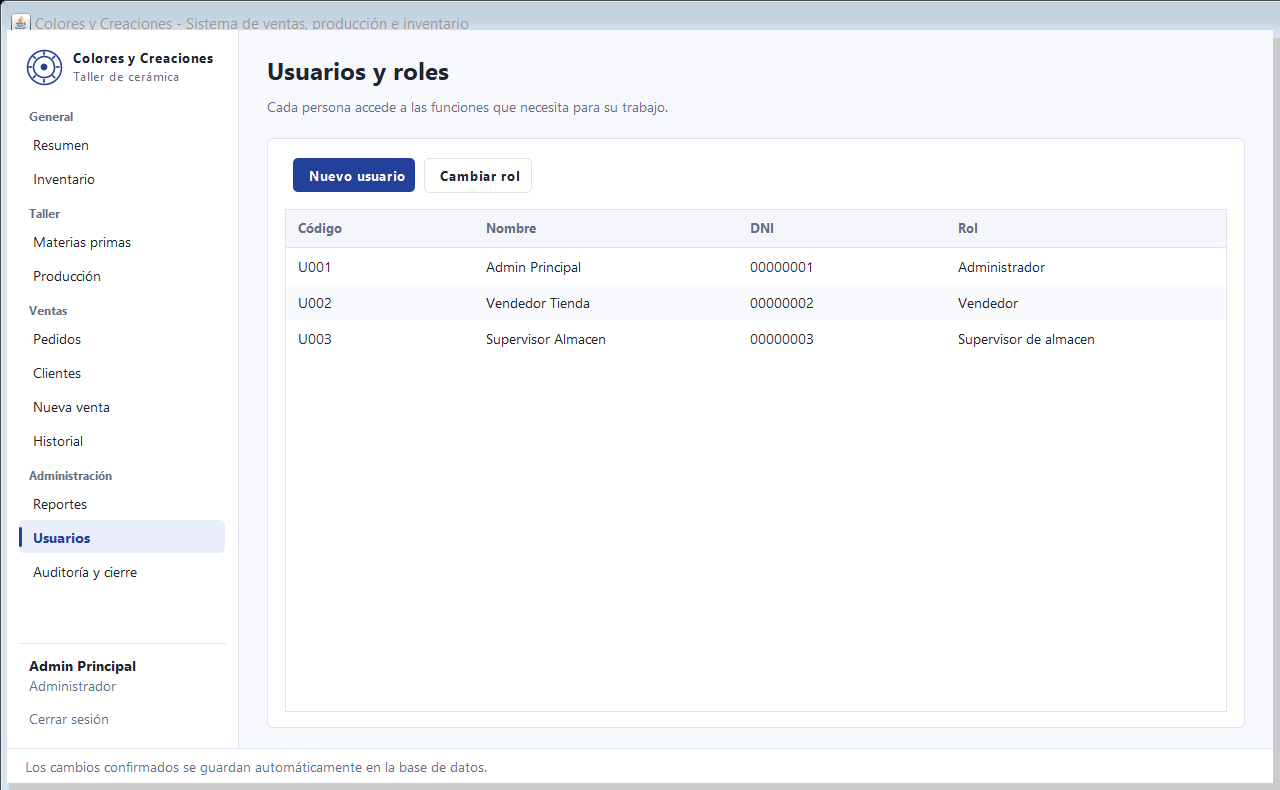 Colores y Creaciones - Sistema de ventas, producción e inventario
Colores y Creaciones
Taller de cerámica
General
Resumen
Inventario
Taller
Materias primas
Producción
Ventas
Pedidos
Clientes
Nueva venta
Historial
Administración
Reportes
Usuarios
Auditoría y cierre
Admin Principal
Administrador
Cerrar sesión
Usuarios y roles
Cada persona accede a las funciones que necesita para su trabajo.
Nuevo usuario Cambiar rol
Código Nombre DNI Rol
U001 Admin Principal 00000001 Administrador
U002 Vendedor Tienda 00000002 Vendedor
U003 Supervisor Almacen 00000003 Supervisor de almacen
Los cambios confirmados se guardan automáticamente en la base de datos.